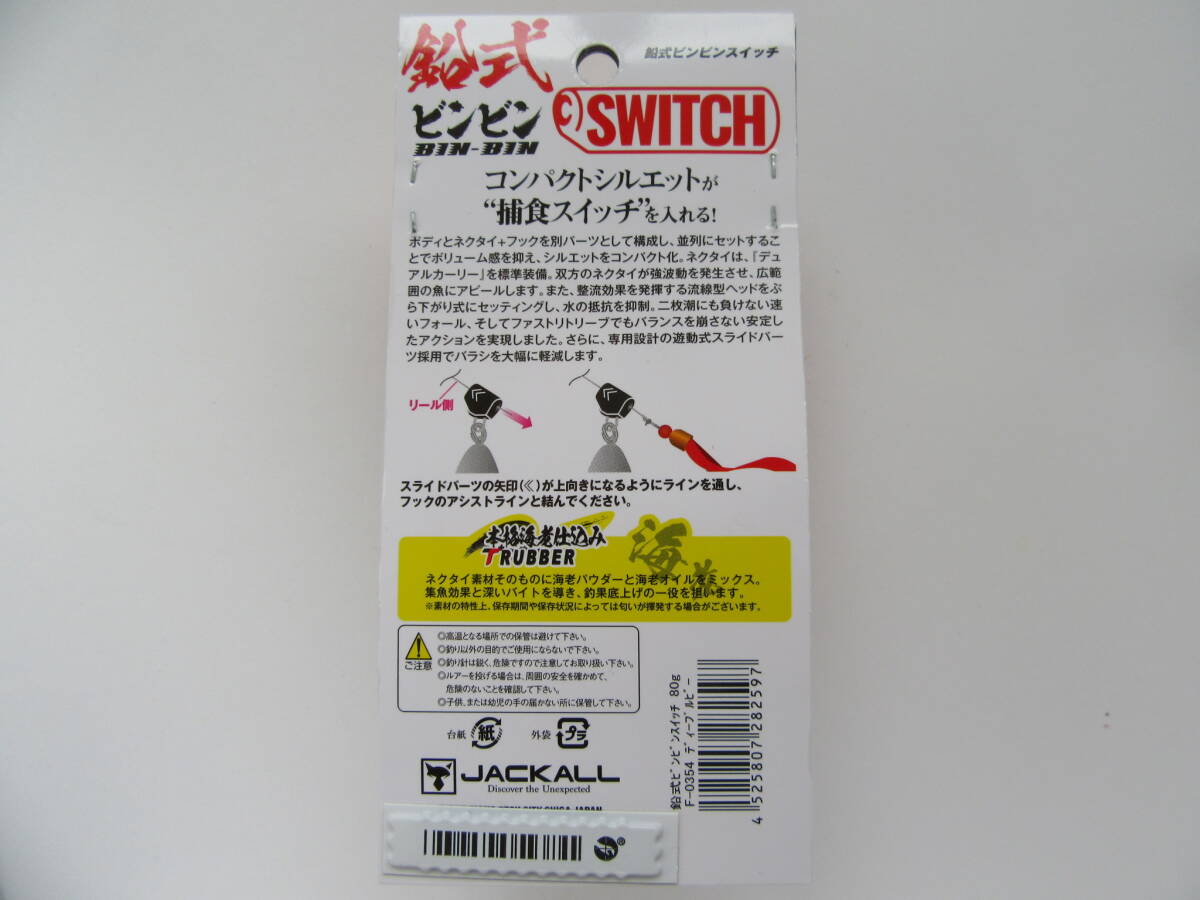 鉛式
鉛式ビンビンスイッチ
ビンビン
BIN-BIN
SWITCH
コンパクトシルエットが
“捕食スイッチ”を入れる!
ボディとネクタイ+フックを別パーツとして構成し、並列にセットするこ
とでボリューム感を抑え、シルエットをコンパクト化。ネクタイは、「デュ
アルカーリー」を標準装備。双方のネクタイが強波動を発生させ、広範
囲の魚にアピールします。また、整流効果を発揮する流線型ヘッドをぶ
ら下がり式にセッティングし、水の抵抗を抑制。二枚潮にも負けない速
いフォール、そしてファストリトリーブでもバランスを崩さない安定し
たアクションを実現しました。さらに、専用設計の遊動式スライドパー
ツ採用でバラシを大幅に軽減します。
リール側
スライドパーツの矢印(≪)が上向きになるようにラインを通し、
フックのアシストラインと結んでください。
本格海老仕込み
TRUBBER
海老
ネクタイ素材そのものに海老パウダーと海老オイルをミックス。
集魚効果と深いバイトを導き、釣果底上げの一役を担います。
※素材の特性上、保存期間や保存状況によっては匂いが揮発する場合がございます。
ご注意
◎高温となる場所での保管は避けて下さい。
◎釣り以外の目的でご使用にならないで下さい。
◎釣り針は鋭く、危険ですので注意してお取り扱い下さい。
◎ルアーを投げる場合は、周囲の安全を確かめて、
危険のないことを確認して下さい。
◎子供、または幼児の手の届かない所に保管して下さい。
台紙 紙 外袋 プラ
JACKALL
Discover the Unexpected
鉛式ビンビンスイッチ 80g
F-0354 ディープルビー
4 525807 282597